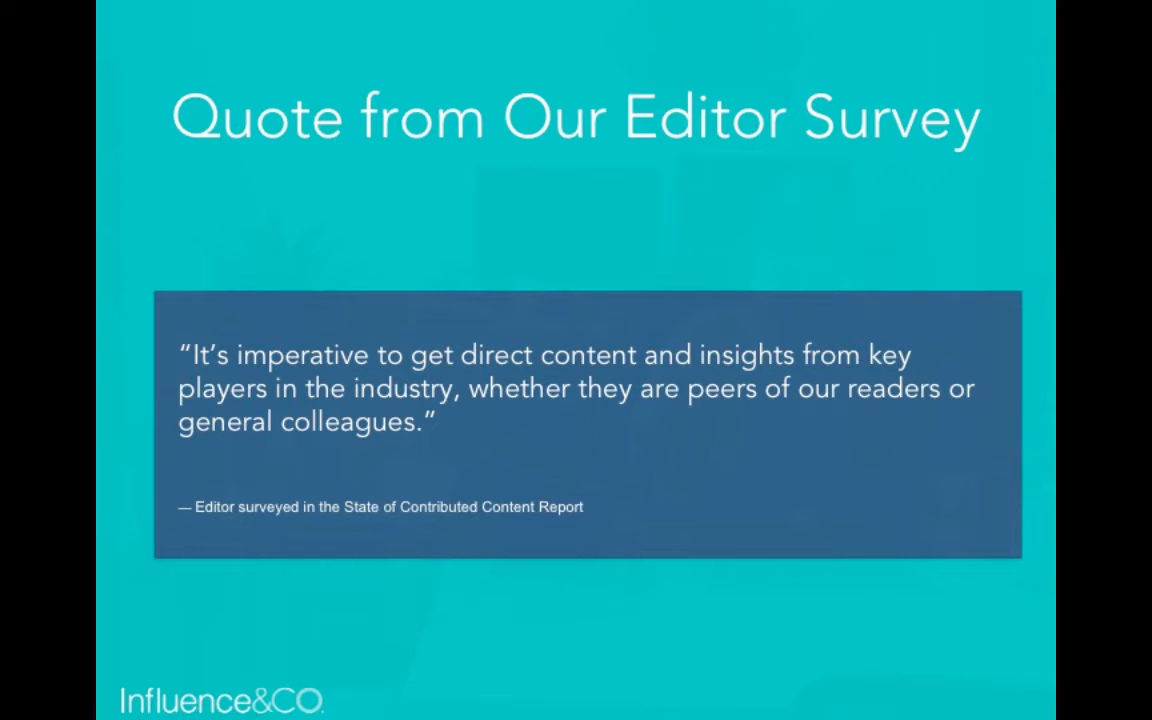 Quote from Our Editor Survey
“It’s imperative to get direct content and insights from key
players in the industry, whether they are peers of our readers or
general colleagues.”
— Editor surveyed in the State of Contributed Content Report
Influence&CO.